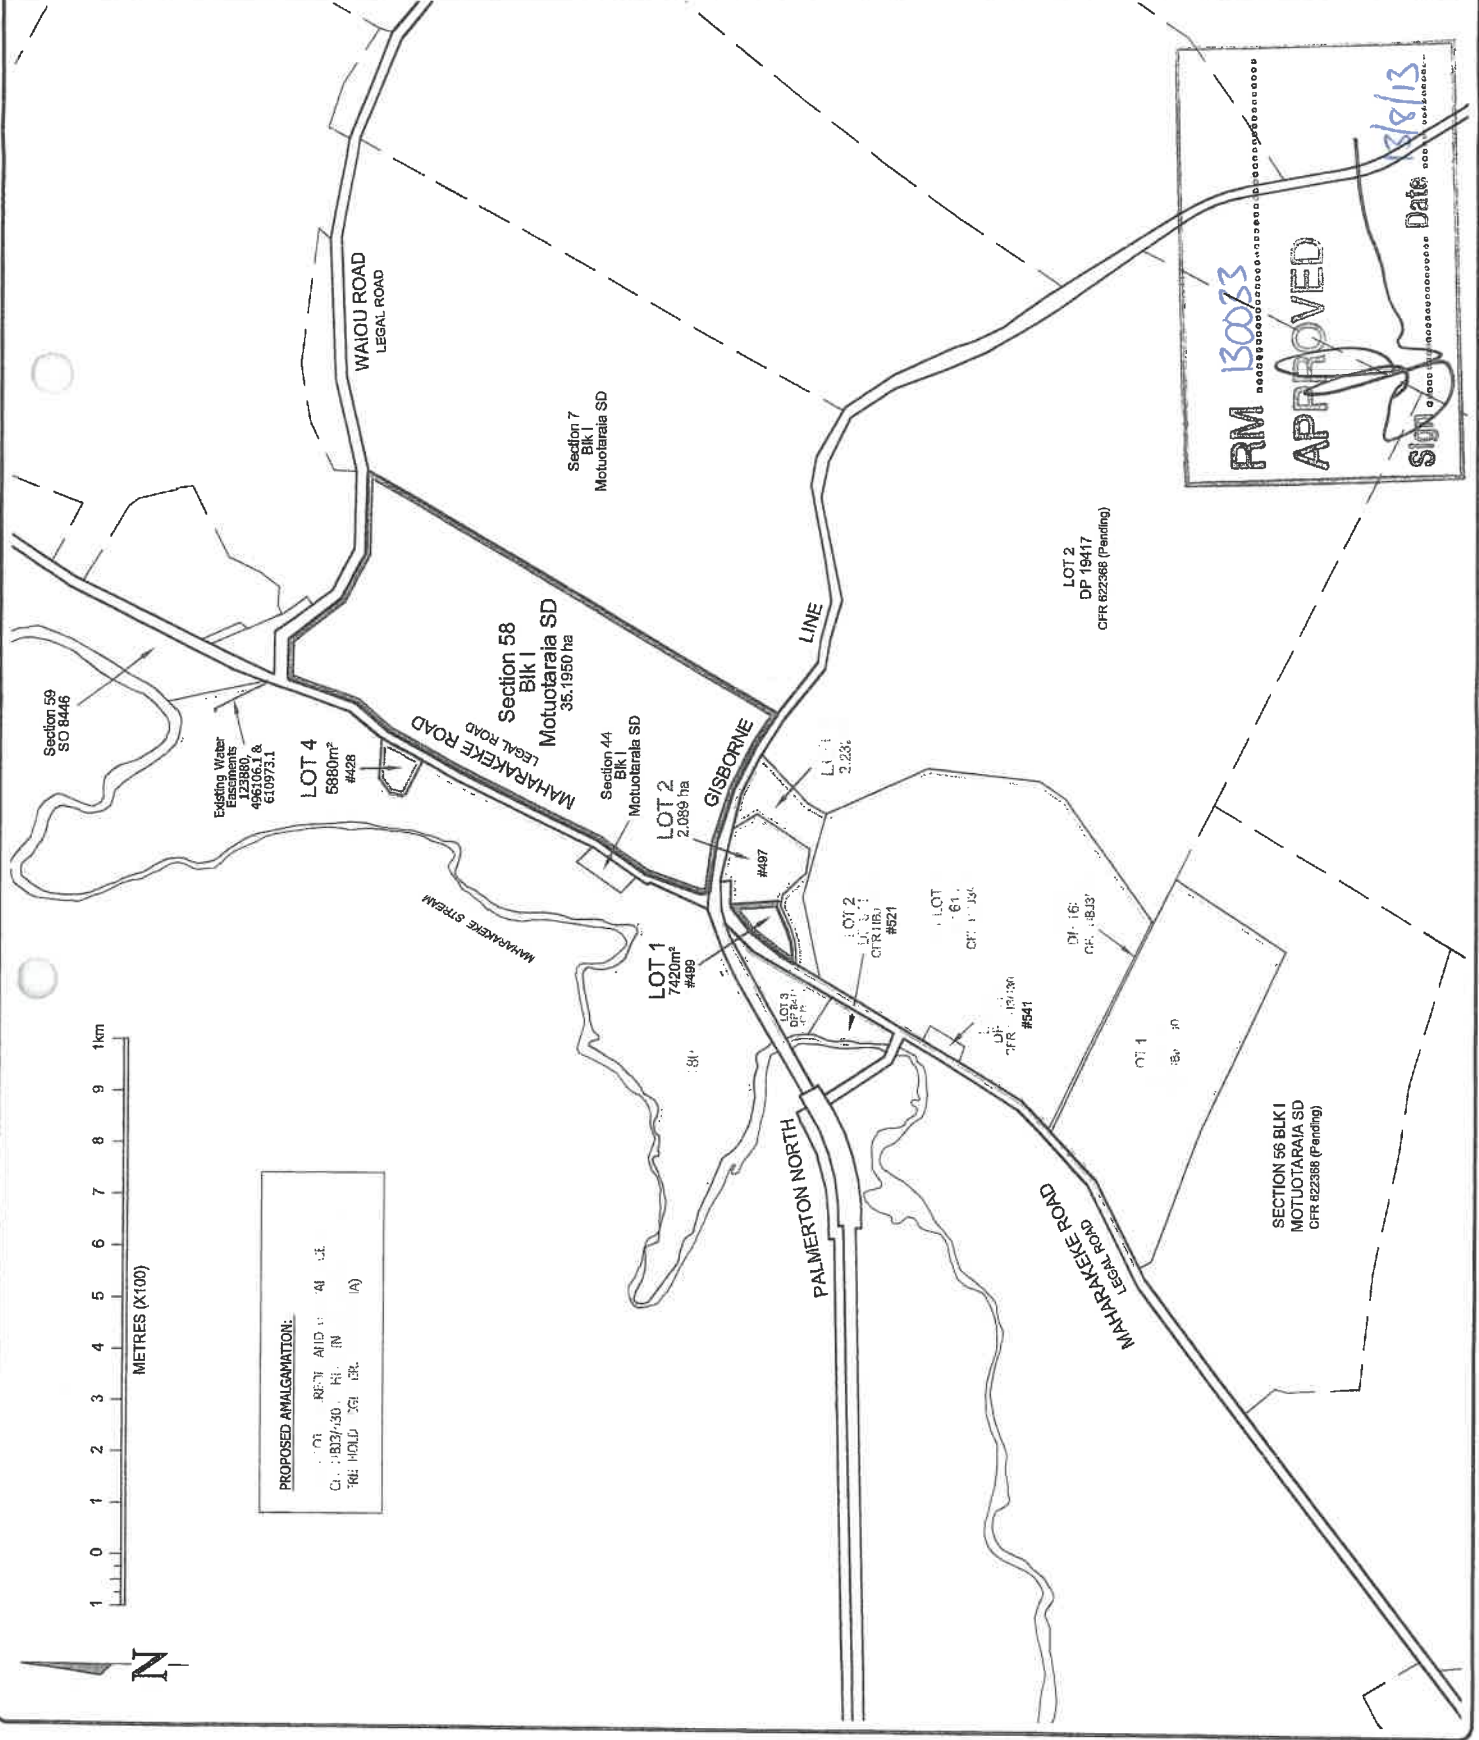 N
1 0 1 2 3 4 5 6 7 8 9 1km
METRES (X100)
PROPOSED AMALGAMATION:
Section 59
SO 8446
Existing Water
Easements
123880,
496106.1 &
610973.1
LOT 4
5880m²
#428
WAIOU ROAD
LEGAL ROAD
MAHARAKEKE ROAD
LEGAL ROAD
Section 58
Blk I
Motuotaraia SD
35.1950 ha
Section 7
Blk I
Motuotaraia SD
Section 44
Blk I
Motuotaraia SD
MAHARAKEKE STREAM
LOT 2
2.089 ha
#497
LOT 1
7420m²
#499
GISBORNE
LINE
LOT 3
LOT 2
#521
LOT
#541
PALMERTON NORTH
MAHARAKEKE ROAD
LEGAL ROAD
LOT 2
DP 19417
CFR 622368 (Pending)
SECTION 56 BLK I
MOTUOTARAIA SD
CFR 622368 (Pending)
RM 130033
APPROVED
Sign Date 13/8/13